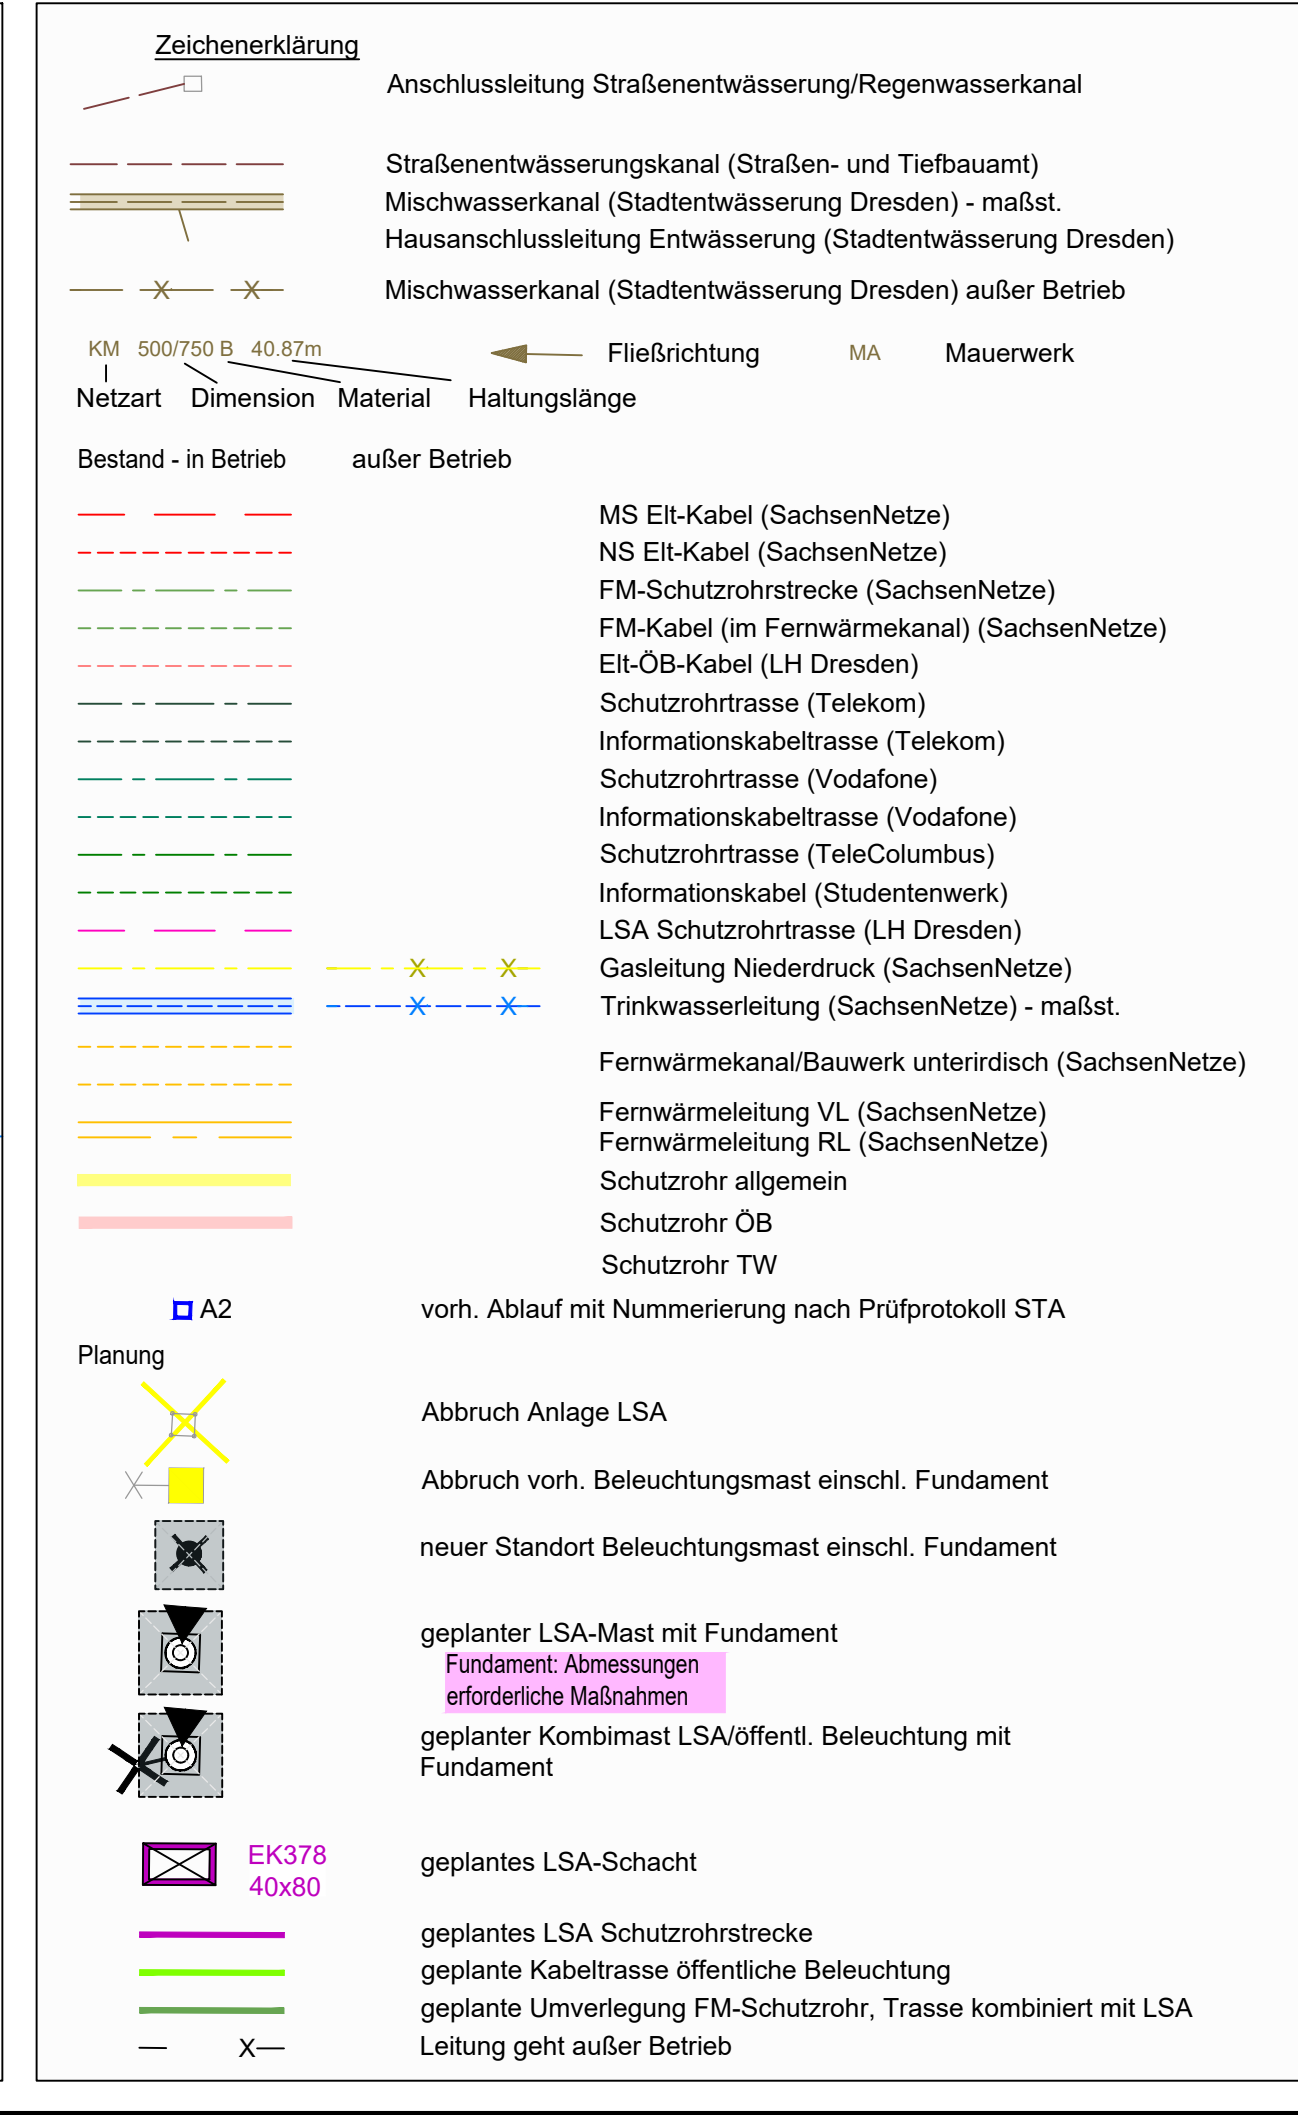 Zeichenerklärung
Anschlussleitung Straßenentwässerung/Regenwasserkanal
Straßenentwässerungskanal (Straßen- und Tiefbauamt)
Mischwasserkanal (Stadtentwässerung Dresden) - maßst.
Hausanschlussleitung Entwässerung (Stadtentwässerung Dresden)
X X Mischwasserkanal (Stadtentwässerung Dresden) außer Betrieb
KM 500/750 B 40.87m Fließrichtung MA Mauerwerk
Netzart Dimension Material Haltungslänge
Bestand - in Betrieb außer Betrieb
MS Elt-Kabel (SachsenNetze)
NS Elt-Kabel (SachsenNetze)
FM-Schutzrohrstrecke (SachsenNetze)
FM-Kabel (im Fernwärmekanal) (SachsenNetze)
Elt-ÖB-Kabel (LH Dresden)
Schutzrohrtrasse (Telekom)
Informationskabeltrasse (Telekom)
Schutzrohrtrasse (Vodafone)
Informationskabeltrasse (Vodafone)
Schutzrohrtrasse (TeleColumbus)
Informationskabel (Studentenwerk)
LSA Schutzrohrtrasse (LH Dresden)
X X Gasleitung Niederdruck (SachsenNetze)
X X Trinkwasserleitung (SachsenNetze) - maßst.
Fernwärmekanal/Bauwerk unterirdisch (SachsenNetze)
Fernwärmeleitung VL (SachsenNetze)
Fernwärmeleitung RL (SachsenNetze)
Schutzrohr allgemein
Schutzrohr ÖB
Schutzrohr TW
A2 vorh. Ablauf mit Nummerierung nach Prüfprotokoll STA
Planung
Abbruch Anlage LSA
Abbruch vorh. Beleuchtungsmast einschl. Fundament
neuer Standort Beleuchtungsmast einschl. Fundament
geplanter LSA-Mast mit Fundament
Fundament: Abmessungen
erforderliche Maßnahmen
geplanter Kombimast LSA/öffentl. Beleuchtung mit
Fundament
EK378
40x80
geplantes LSA-Schacht
geplantes LSA Schutzrohrstrecke
geplante Kabeltrasse öffentliche Beleuchtung
geplante Umverlegung FM-Schutzrohr, Trasse kombiniert mit LSA
X Leitung geht außer Betrieb